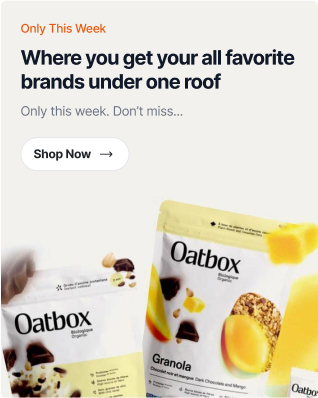 Only This Week
Where you get your all favorite
brands under one roof
Only this week. Don't miss...
Shop Now
Oatbox
Biologique
Organic
Granola
Chocolat noir et mangue Dark Chocolate and Mango
Oatbox
Biologique
Organic
Oatbox